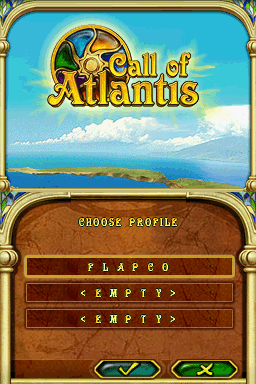 Call of
Atlantis
CHOOSE PROFILE
FLAPCO
<EMPTY>
<EMPTY>